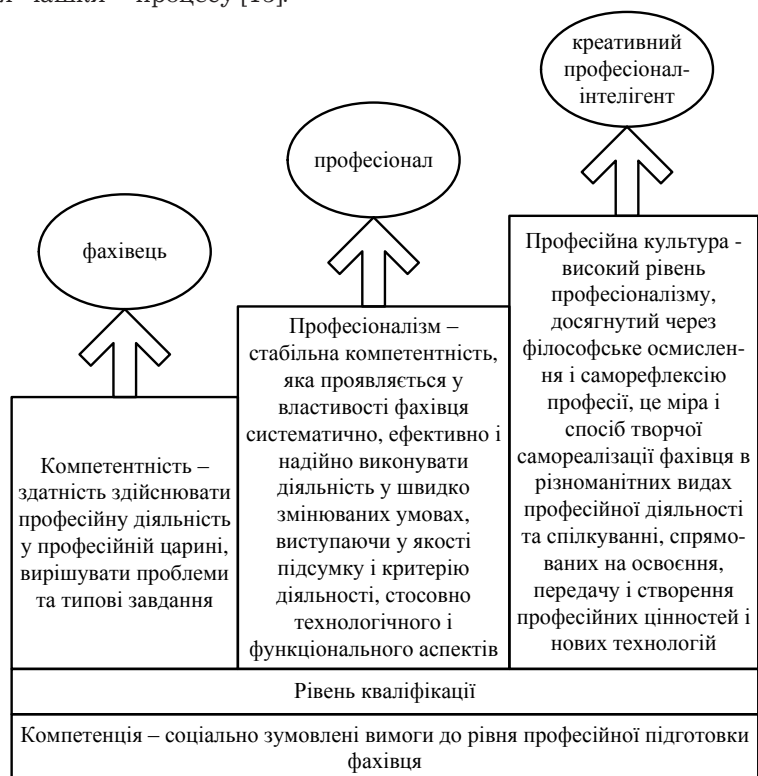 процесу [18].
креативний
професіонал-
інтелігент
професіонал
фахівець
Професійна культура -
високий рівень
професіоналізму,
досягнутий через
філософське осмислен-
ня і саморефлексію
професії, це міра і
спосіб творчої
самореалізації фахівця в
різноманітних видах
професійної діяльності
та спілкуванні, спрямо-
ваних на освоєння,
передачу і створення
професійних цінностей і
нових технологій
Професіоналізм –
стабільна компетентність,
яка проявляється у
властивості фахівця
систематично, ефективно і
надійно виконувати
діяльність у швидко
змінюваних умовах,
виступаючи у якості
підсумку і критерію
діяльності, стосовно
технологічного і
функціонального аспектів
Компетентність –
здатність здійснювати
професійну діяльність
у професійній царині,
вирішувати проблеми
та типові завдання
Рівень кваліфікації
Компетенція – соціально зумовлені вимоги до рівня професійної підготовки
фахівця